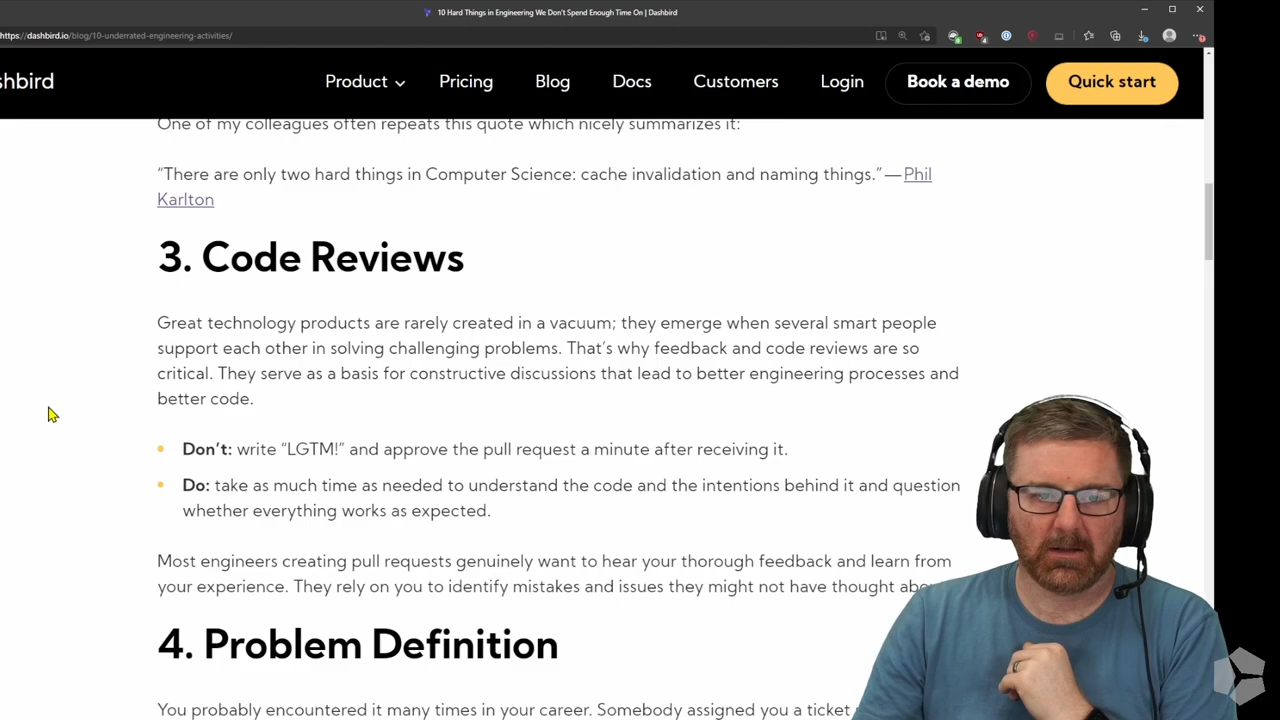 10 Hard Things in Engineering We Don't Spend Enough Time On | Dashbird
https://dashbird.io/blog/10-underrated-engineering-activities/
shbird
Product Pricing Blog Docs Customers Login Book a demo Quick start
One of my colleagues often repeats this quote which nicely summarizes it:
“There are only two hard things in Computer Science: cache invalidation and naming things.” — Phil
Karlton
3. Code Reviews
Great technology products are rarely created in a vacuum; they emerge when several smart people
support each other in solving challenging problems. That’s why feedback and code reviews are so
critical. They serve as a basis for constructive discussions that lead to better engineering processes and
better code.
Don’t: write “LGTM!” and approve the pull request a minute after receiving it.
Do: take as much time as needed to understand the code and the intentions behind it and question
whether everything works as expected.
Most engineers creating pull requests genuinely want to hear your thorough feedback and learn from
your experience. They rely on you to identify mistakes and issues they might not have thought
4. Problem Definition
You probably encountered it many times in your career. Somebody assigned you a ticket